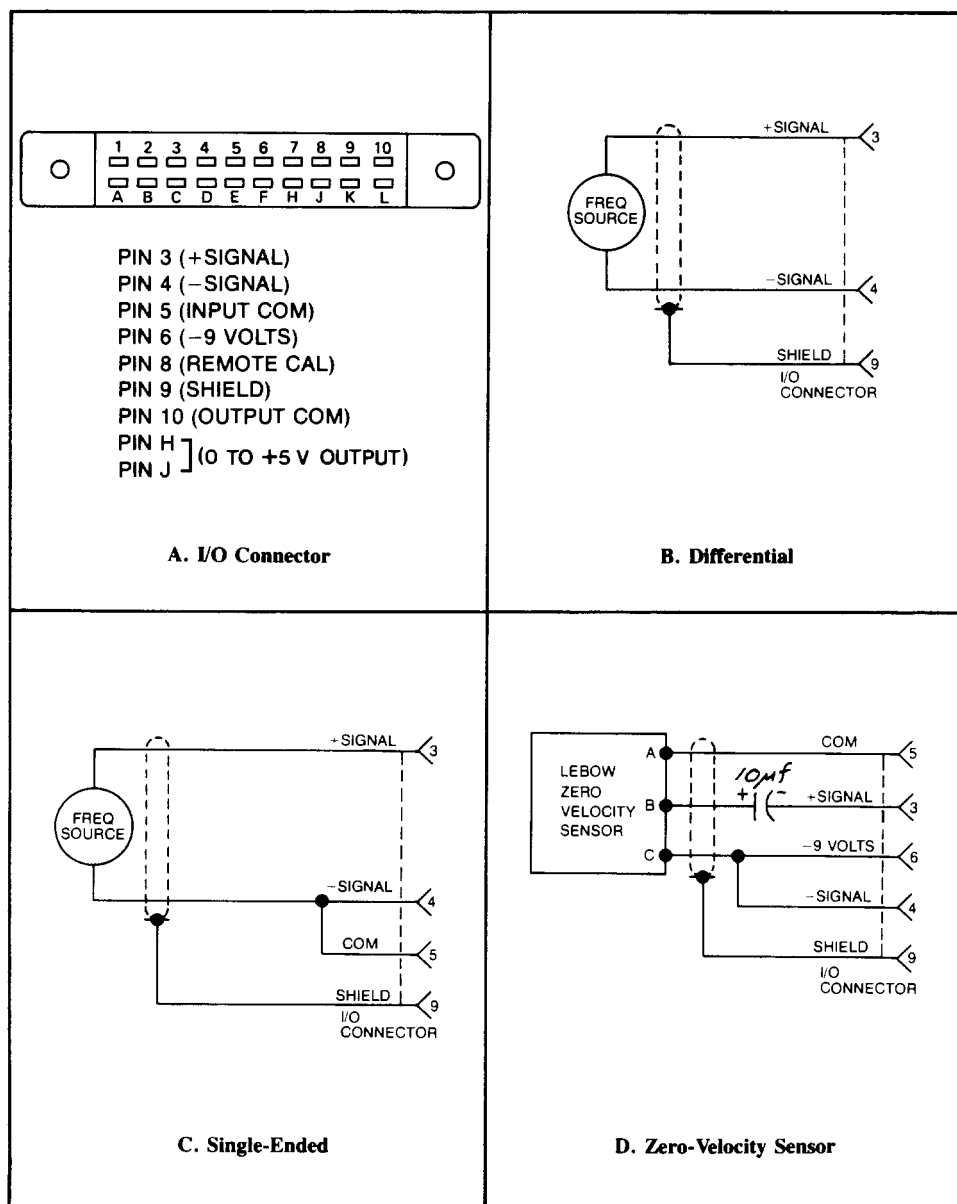 1 2 3 4 5 6 7 8 9 10
A B C D E F H J K L
PIN 3 (+SIGNAL)
PIN 4 (−SIGNAL)
PIN 5 (INPUT COM)
PIN 6 (−9 VOLTS)
PIN 8 (REMOTE CAL)
PIN 9 (SHIELD)
PIN 10 (OUTPUT COM)
PIN H
PIN J
(0 TO +5 V OUTPUT)
A. I/O Connector
+SIGNAL
3
FREQ
SOURCE
−SIGNAL
4
SHIELD
9
I/O
CONNECTOR
B. Differential
+SIGNAL
3
FREQ
SOURCE
−SIGNAL
4
COM
5
SHIELD
9
I/O
CONNECTOR
C. Single-Ended
LEBOW
ZERO
VELOCITY
SENSOR
A
COM
5
10μf
+ −
B
+SIGNAL
3
C
−9 VOLTS
6
−SIGNAL
4
SHIELD
9
I/O
CONNECTOR
D. Zero-Velocity Sensor